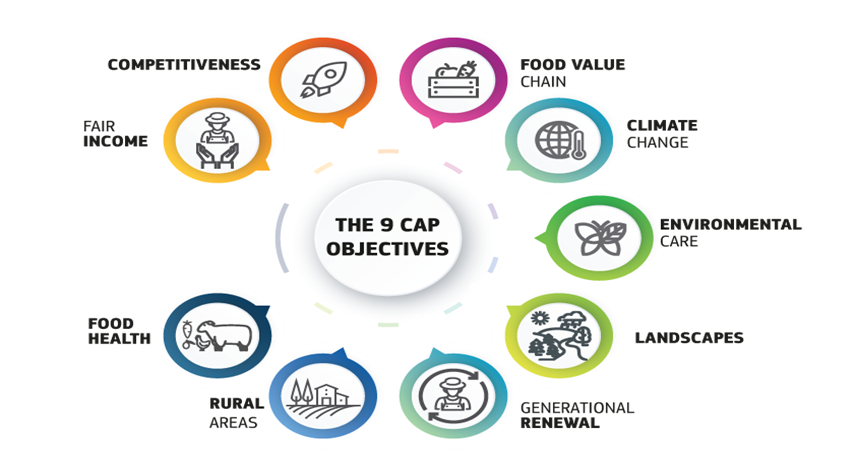 COMPETITIVENESS
FOOD VALUE
CHAIN
FAIR
INCOME
CLIMATE
CHANGE
THE 9 CAP
OBJECTIVES
ENVIRONMENTAL
CARE
FOOD
HEALTH
LANDSCAPES
RURAL
AREAS
GENERATIONAL
RENEWAL